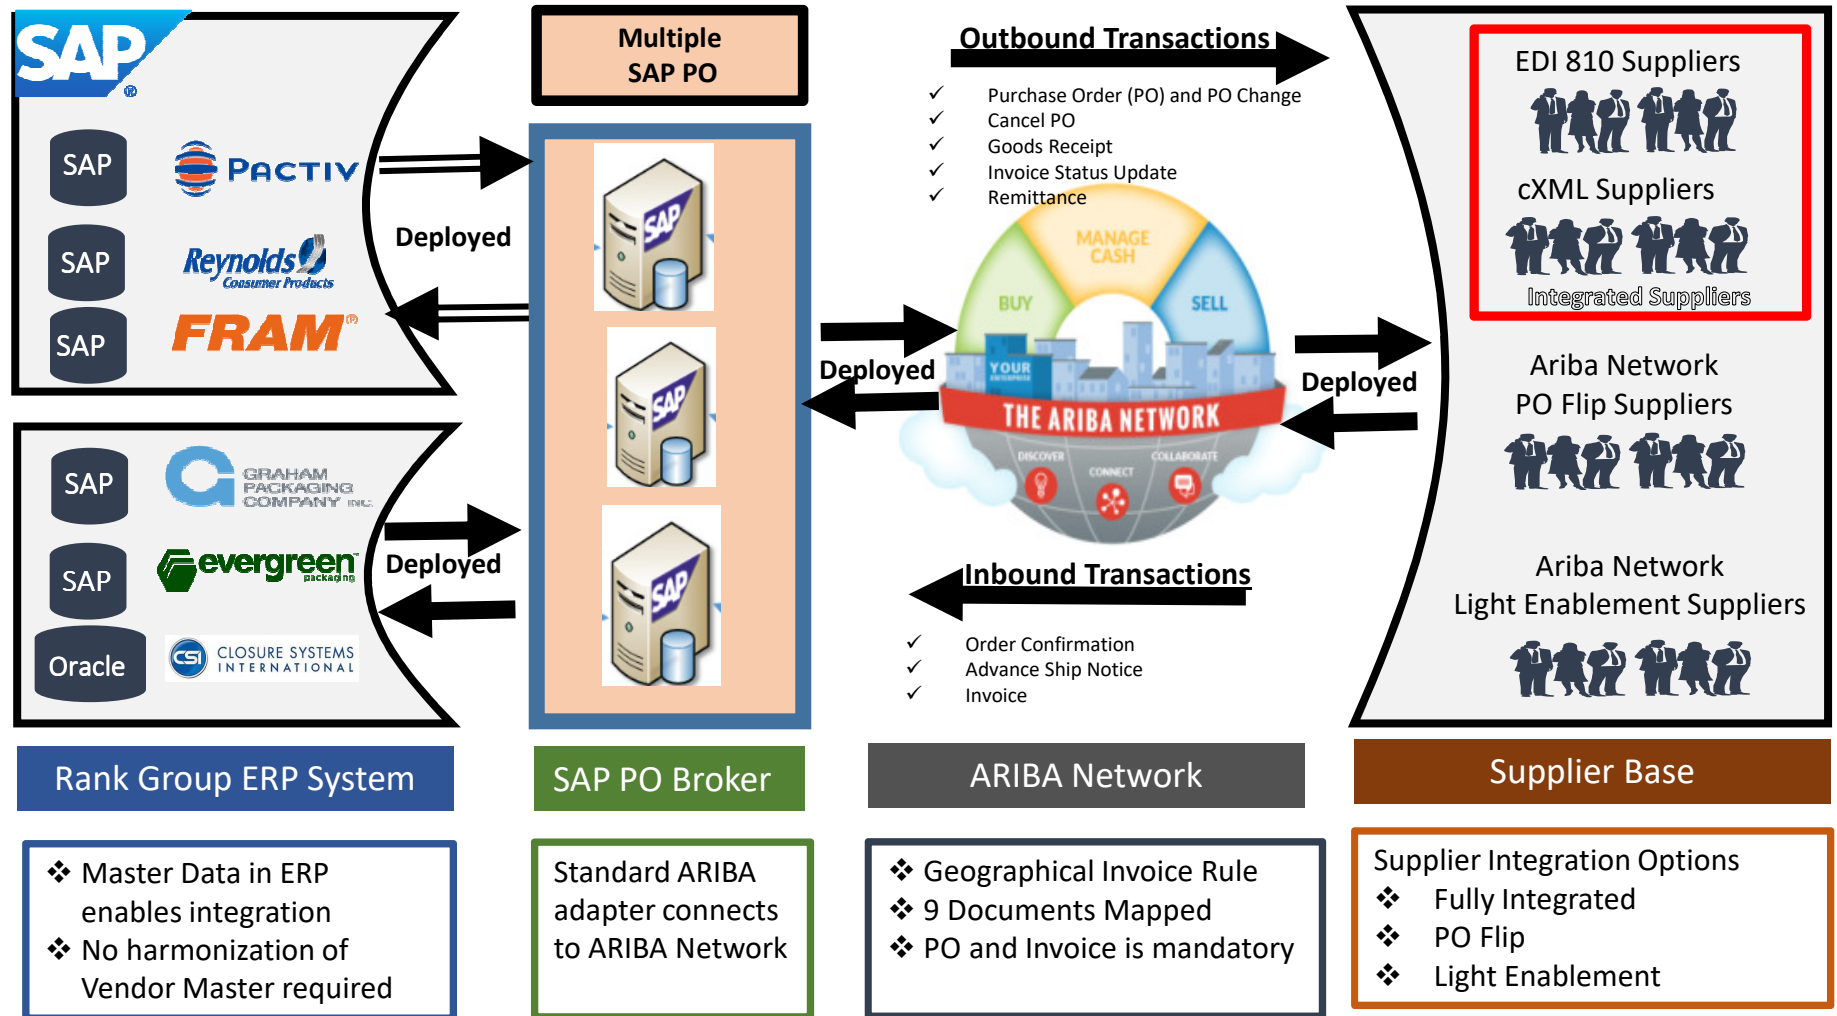 SAP®
SAP
PACTIV
SAP
Reynolds
Consumer Products
SAP
FRAM®
Deployed
SAP
GRAHAM
PACKAGING
COMPANY INC.
SAP
evergreen™
packaging
Oracle
CSI
CLOSURE SYSTEMS
INTERNATIONAL
Deployed
Multiple
SAP PO
SAP
SAP
SAP
Deployed
Outbound Transactions
✓ Purchase Order (PO) and PO Change
✓ Cancel PO
✓ Goods Receipt
✓ Invoice Status Update
✓ Remittance
MANAGE
CASH
BUY
SELL
YOUR
ENTERPRISE
THE ARIBA NETWORK
DISCOVER
CONNECT
COLLABORATE
Inbound Transactions
✓ Order Confirmation
✓ Advance Ship Notice
✓ Invoice
Deployed
EDI 810 Suppliers
cXML Suppliers
Integrated Suppliers
Ariba Network
PO Flip Suppliers
Ariba Network
Light Enablement Suppliers
Rank Group ERP System
SAP PO Broker
ARIBA Network
Supplier Base
❖ Master Data in ERP
enables integration
❖ No harmonization of
Vendor Master required
Standard ARIBA
adapter connects
to ARIBA Network
❖ Geographical Invoice Rule
❖ 9 Documents Mapped
❖ PO and Invoice is mandatory
Supplier Integration Options
❖ Fully Integrated
❖ PO Flip
❖ Light Enablement